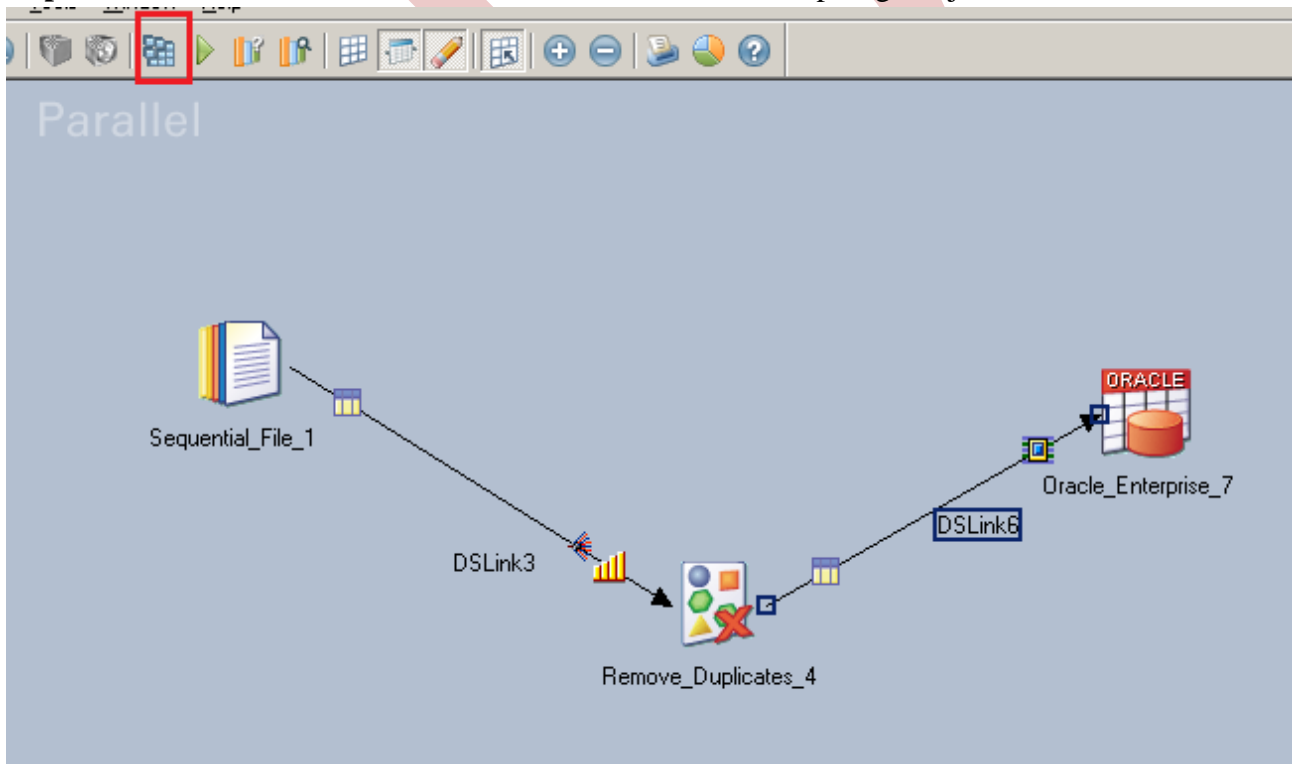 Parallel
ORACLE
Sequential_File_1
Oracle_Enterprise_7
DSLink6
DSLink3
Remove_Duplicates_4